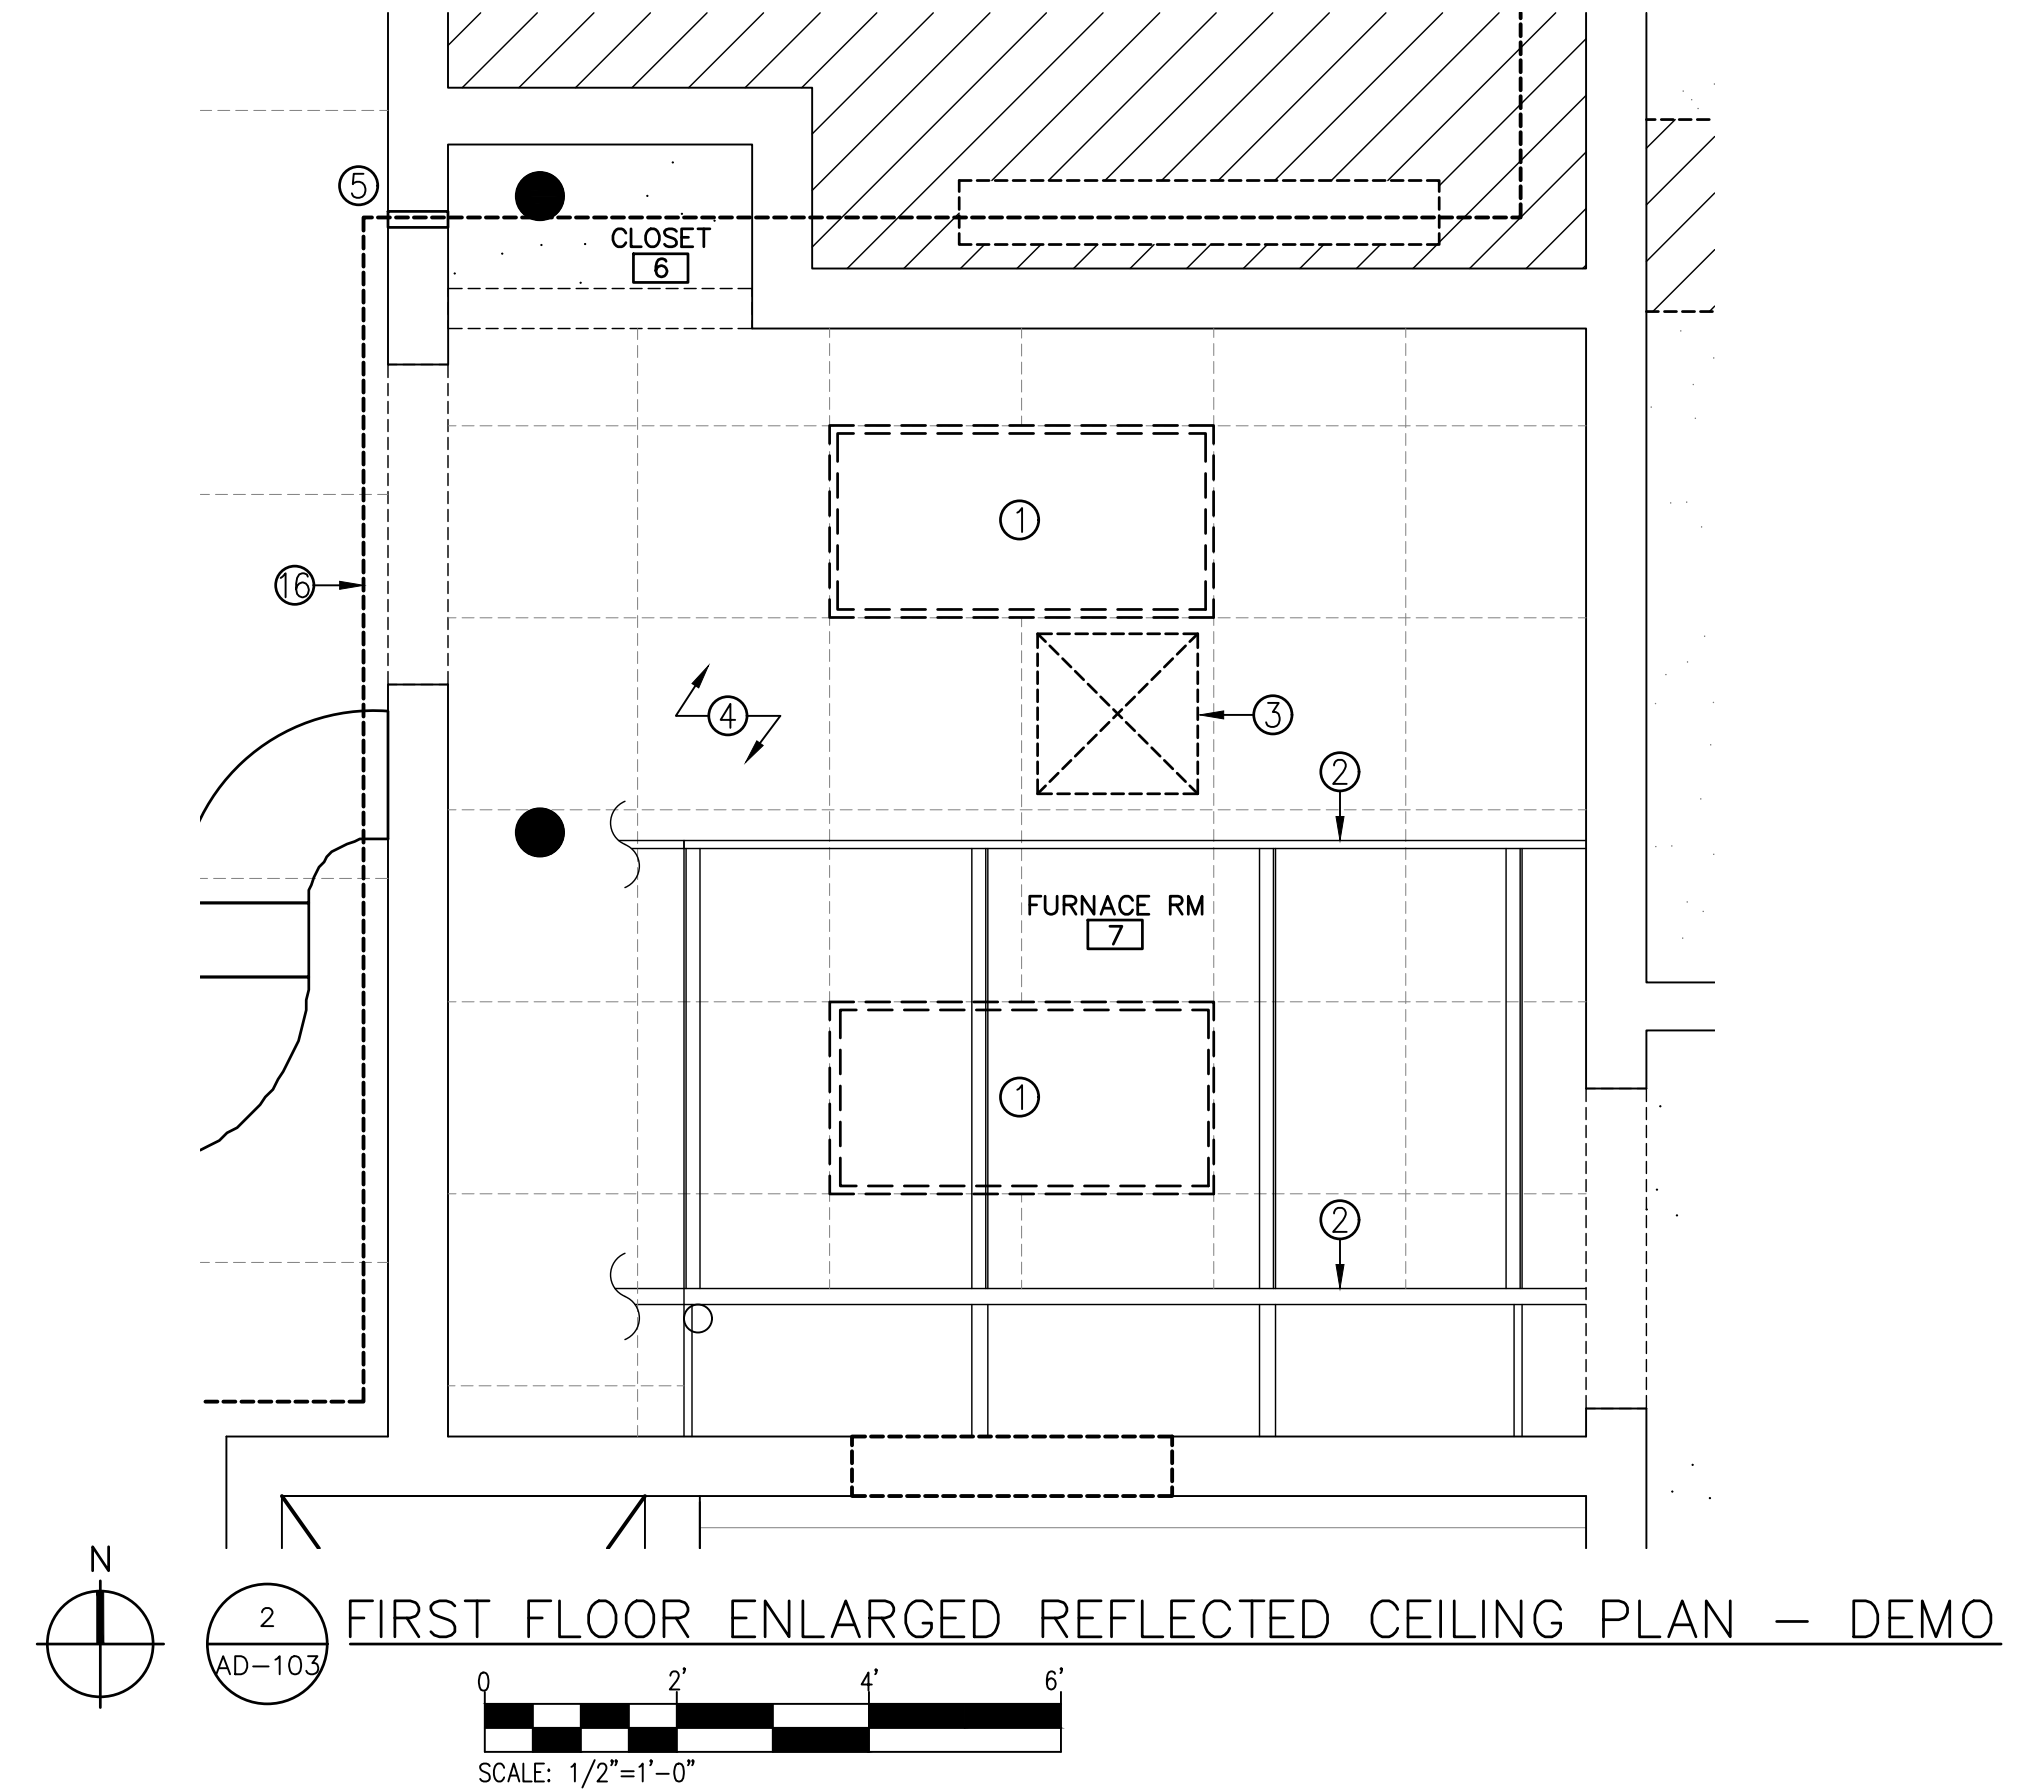 5
CLOSET
6
1
16
4
3
2
FURNACE RM
7
1
2
N
2
AD-103
FIRST FLOOR ENLARGED REFLECTED CEILING PLAN - DEMO
0 2' 4' 6'
SCALE: 1/2"=1'-0"